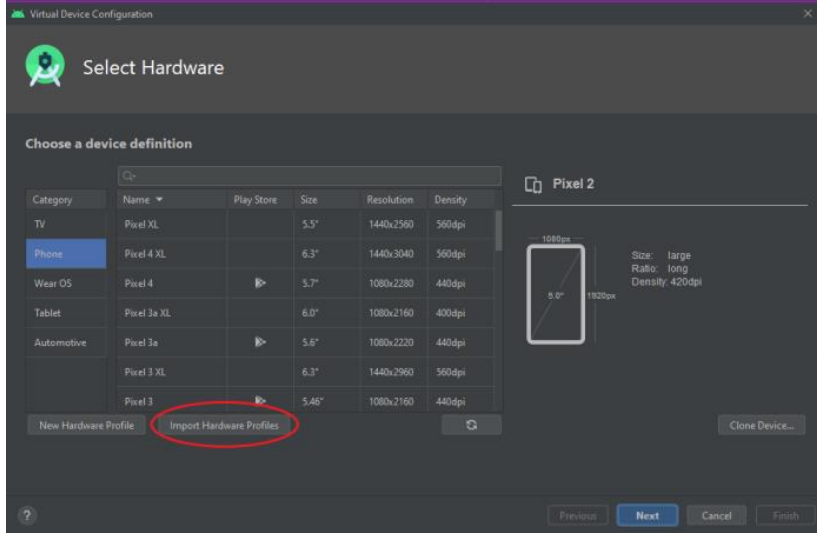 Virtual Device Configuration
Select Hardware
Choose a device definition
Category
TV
Phone
Wear OS
Tablet
Automotive
Name Play Store Size Resolution Density
Pixel XL 5.5" 1440x2560 560dpi
Pixel 4 XL 6.3" 1440x3040 560dpi
Pixel 4 5.7" 1080x2280 440dpi
Pixel 3a XL 6.0" 1080x2160 400dpi
Pixel 3a 5.6" 1080x2220 440dpi
Pixel 3 XL 6.3" 1440x2960 560dpi
Pixel 3 5.46" 1080x2160 440dpi
New Hardware Profile Import Hardware Profiles
Pixel 2
1080px
5.0" 1920px
Size: large
Ratio: long
Density: 420dpi
Clone Device...
? Previous Next Cancel Finish